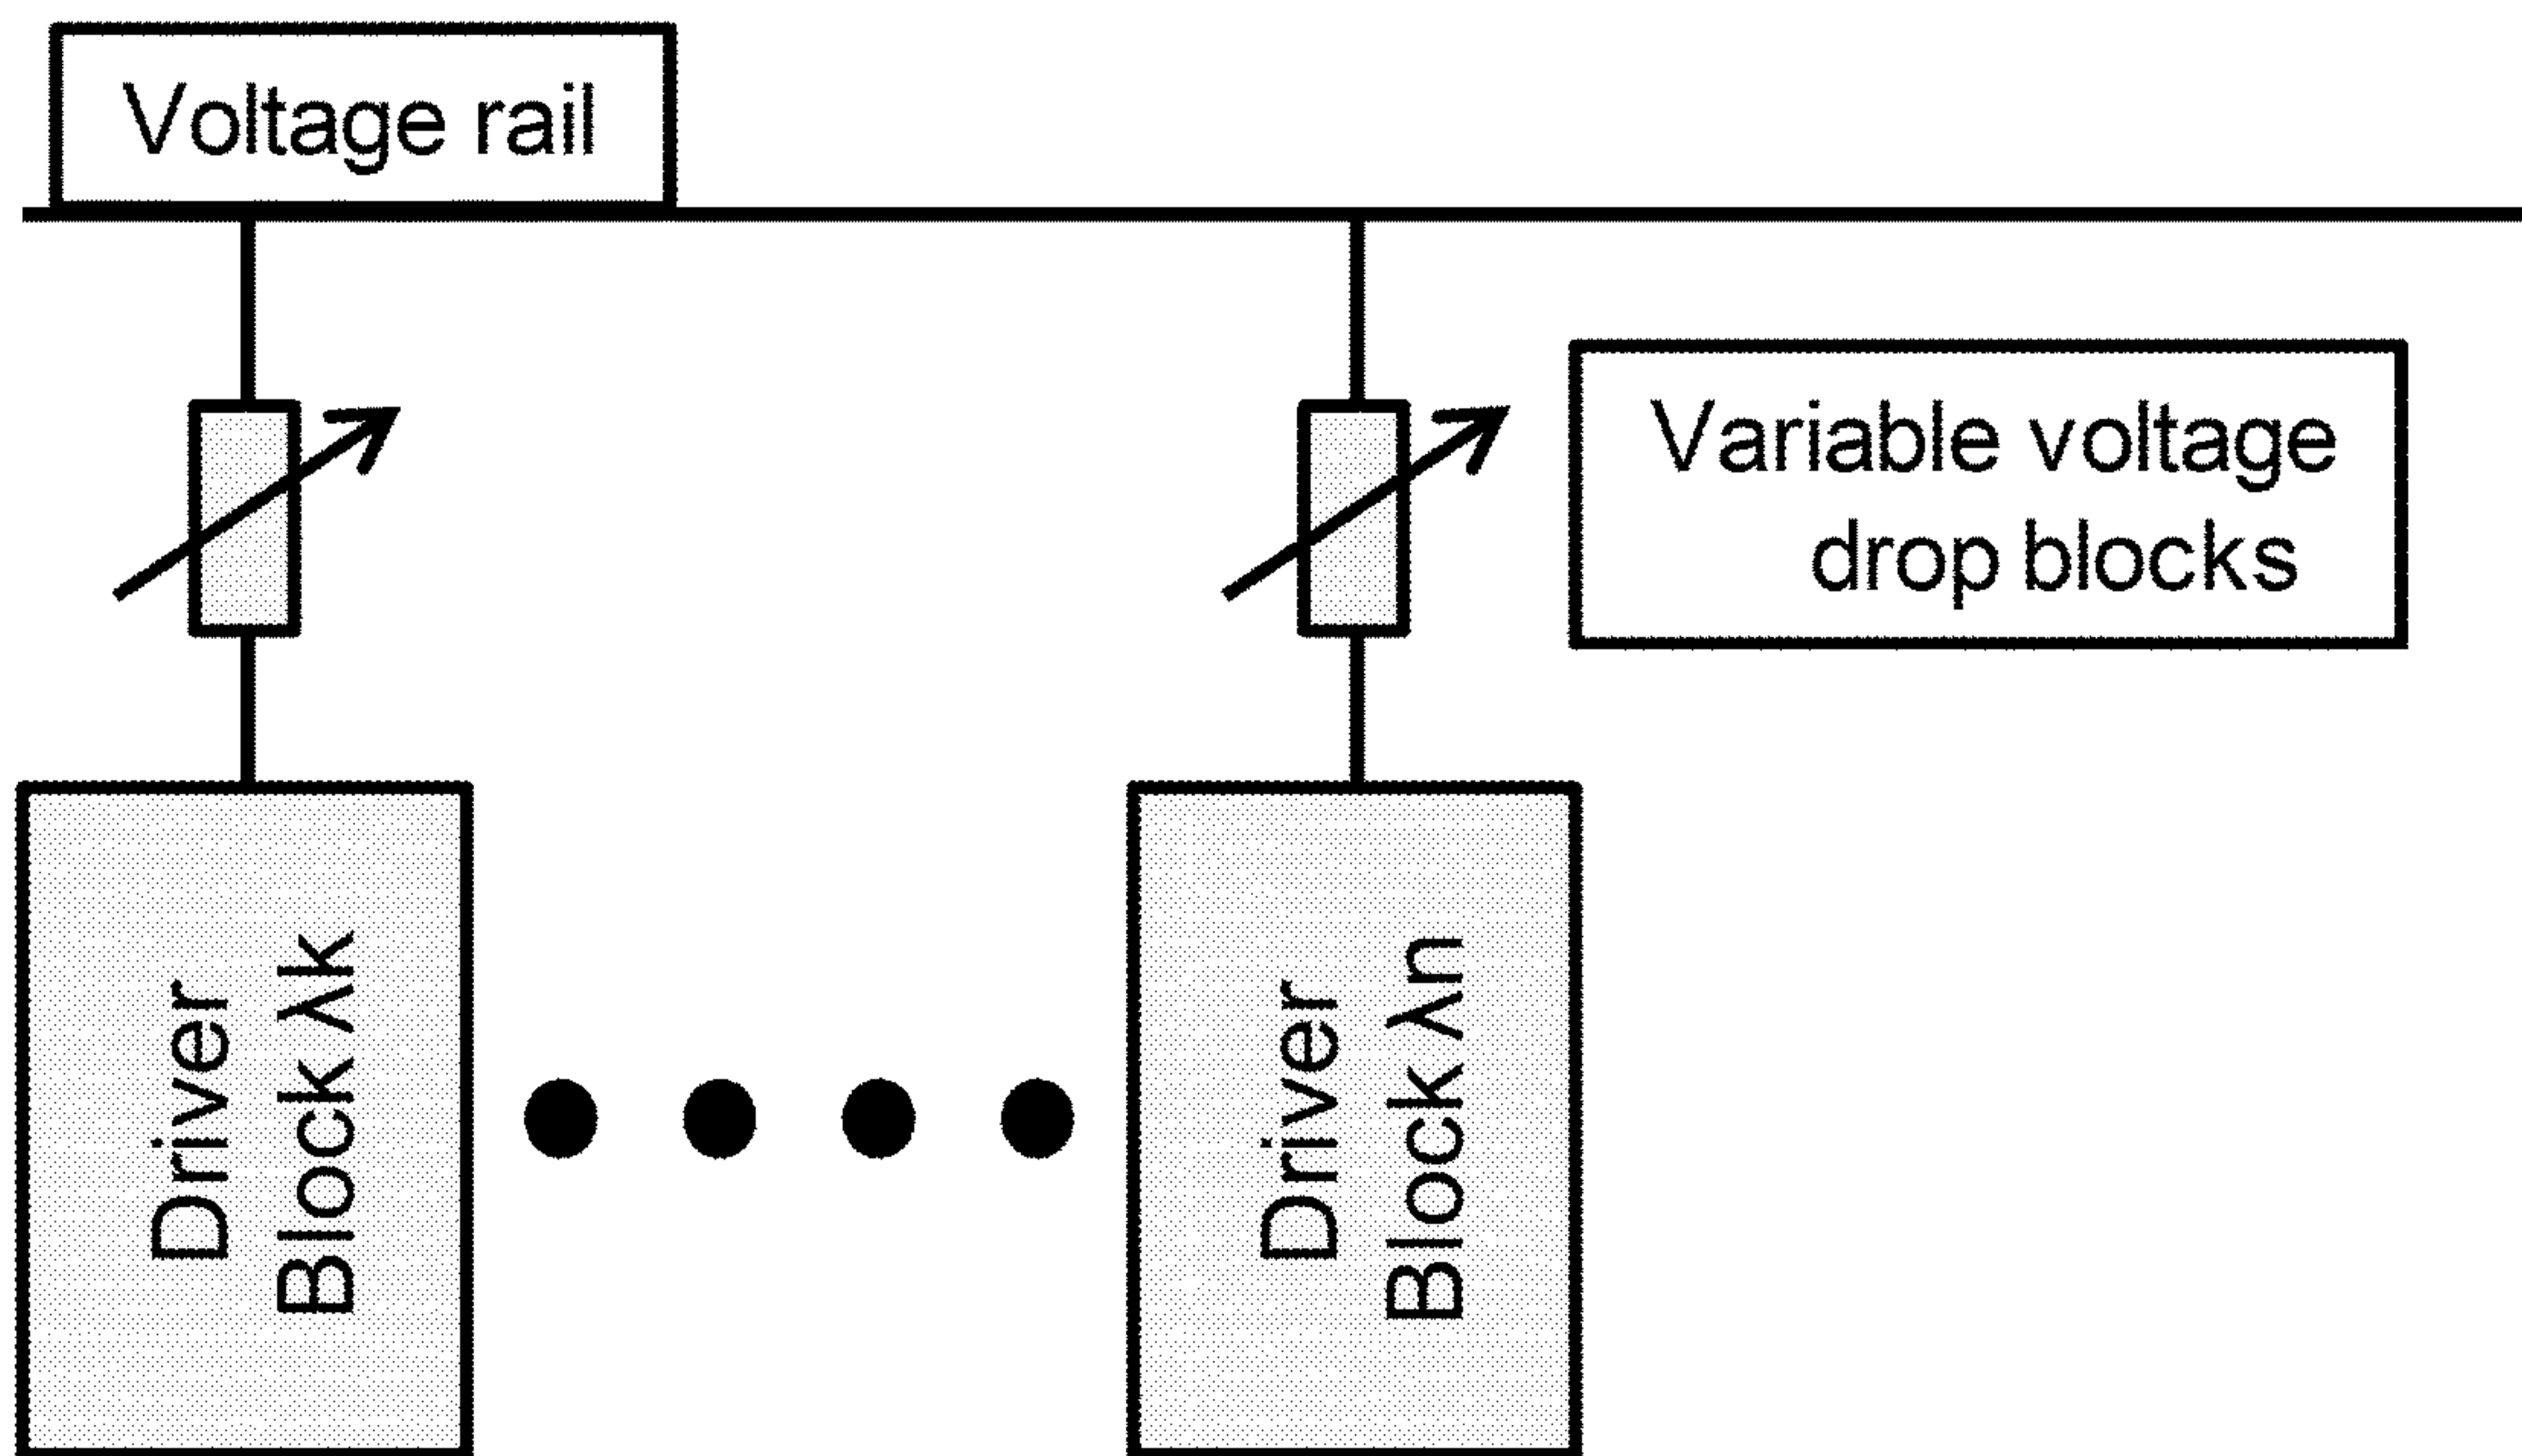 Voltage rail
Variable voltage
drop blocks
Driver
Block λk
Driver
Block λn